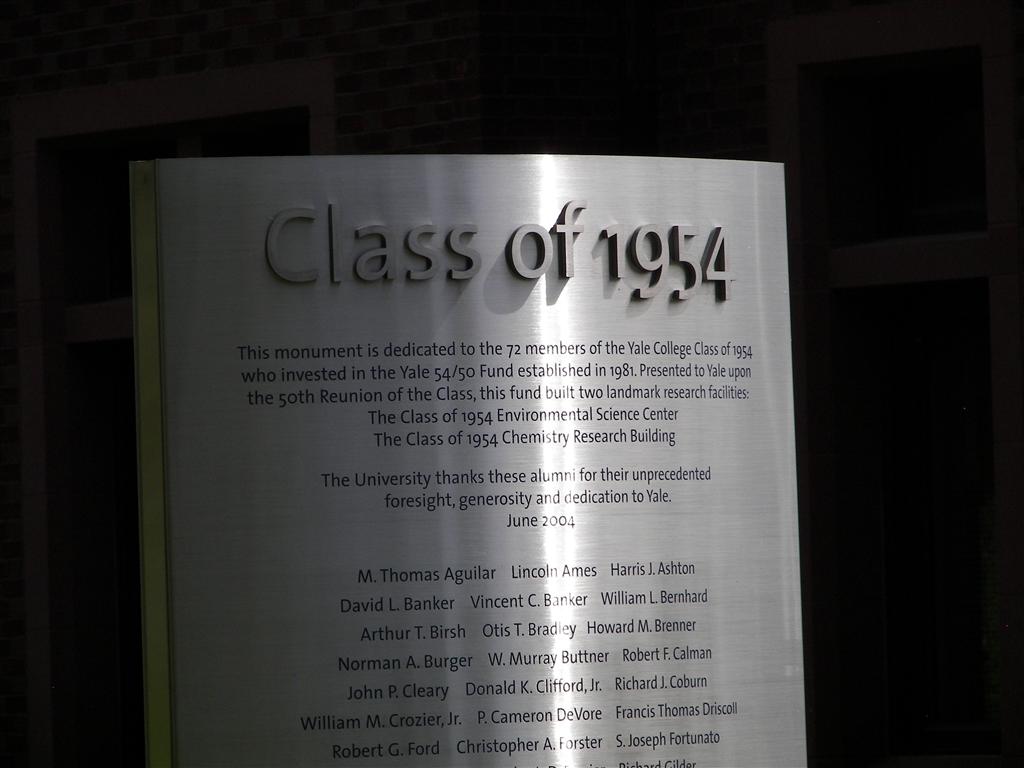 Class of 1954
This monument is dedicated to the 72 members of the Yale College Class of 1954
who invested in the Yale 54/50 Fund established in 1981. Presented to Yale upon
the 50th Reunion of the Class, this fund built two landmark research facilities:
The Class of 1954 Environmental Science Center
The Class of 1954 Chemistry Research Building
The University thanks these alumni for their unprecedented
foresight, generosity and dedication to Yale.
June 2004
M. Thomas Aguilar Lincoln Ames Harris J. Ashton
David L. Banker Vincent C. Banker William L. Bernhard
Arthur T. Birsh Otis T. Bradley Howard M. Brenner
Norman A. Burger W. Murray Buttner Robert F. Calman
John P. Cleary Donald K. Clifford, Jr. Richard J. Coburn
William M. Crozier, Jr. P. Cameron DeVore Francis Thomas Driscoll
Robert G. Ford Christopher A. Forster S. Joseph Fortunato
Richard Gilder